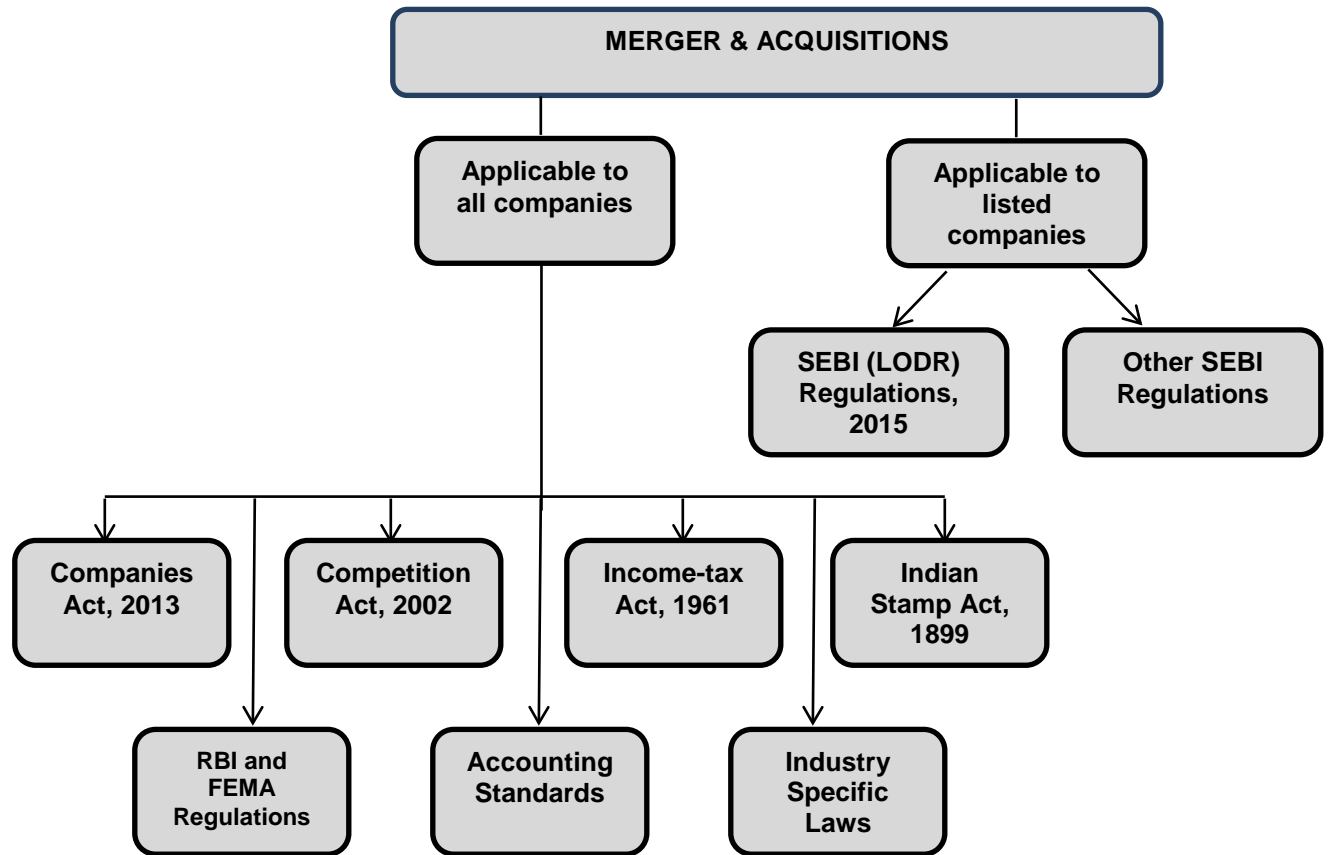 MERGER & ACQUISITIONS
Applicable to
all companies
Applicable to
listed
companies
SEBI (LODR)
Regulations,
2015
Other SEBI
Regulations
Companies
Act, 2013
Competition
Act, 2002
Income-tax
Act, 1961
Indian
Stamp Act,
1899
RBI and
FEMA
Regulations
Accounting
Standards
Industry
Specific
Laws